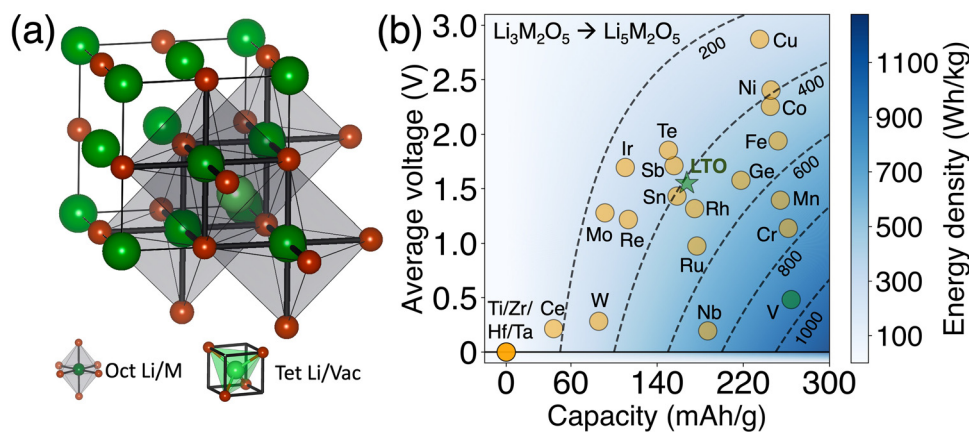 (a)
Oct Li/M
Tet Li/Vac
(b)
Li₃M₂O₅ → Li₅M₂O₅
200
400
600
800
1000
Cu
Ni
Co
Te
Ir
Sb
LTO
Fe
Ge
Sn
Rh
Mn
Mo
Re
Cr
Ru
Ti/Zr/
Hf/Ta
Ce
W
Nb
V
Average voltage (V)
3.0
2.5
2.0
1.5
1.0
0.5
0
0
60
140
220
300
Capacity (mAh/g)
1100
900
700
500
300
100
Energy density (Wh/kg)